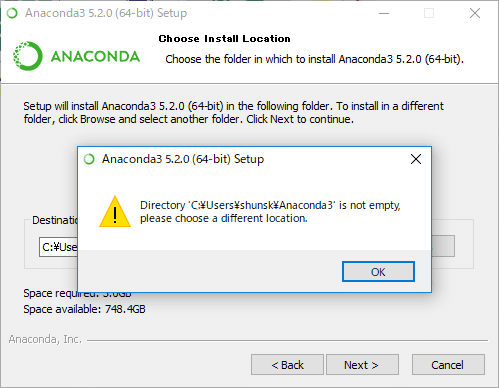 Anaconda3 5.2.0 (64-bit) Setup
Choose Install Location
Choose the folder in which to install Anaconda3 5.2.0 (64-bit).
ANACONDA
Setup will install Anaconda3 5.2.0 (64-bit) in the following folder. To install in a different
folder, click Browse and select another folder. Click Next to continue.
Anaconda3 5.2.0 (64-bit) Setup
Directory 'C:¥Users¥shunsk¥Anaconda3' is not empty,
please choose a different location.
OK
Space required: 3.0GB
Space available: 748.4GB
Anaconda, Inc.
< Back
Next >
Cancel